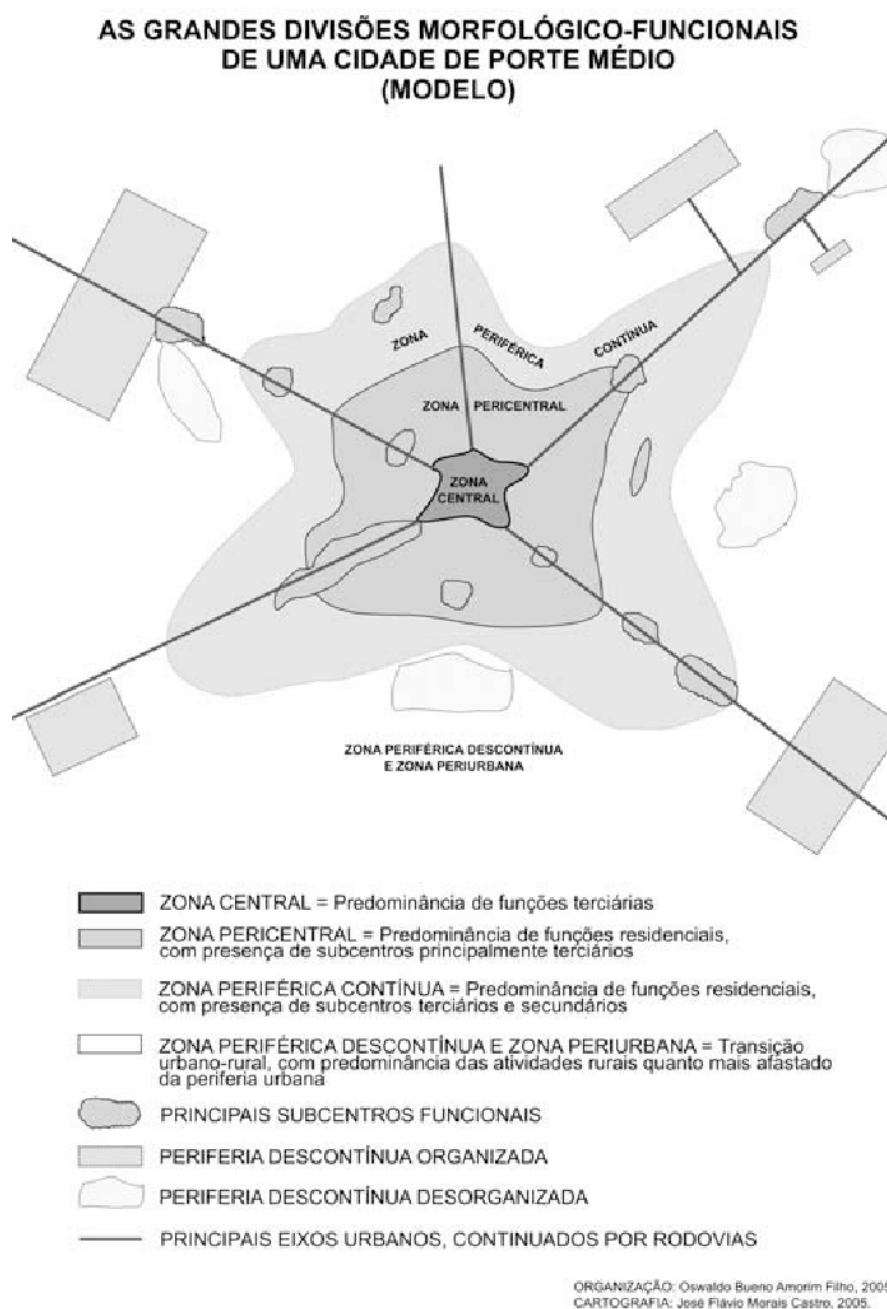 AS GRANDES DIVISÕES MORFOLÓGICO-FUNCIONAIS
DE UMA CIDADE DE PORTE MÉDIO
(MODELO)
ZONA PERIFÉRICA CONTÍNUA
ZONA PERICENTRAL
ZONA
CENTRAL
ZONA PERIFÉRICA DESCONTÍNUA
E ZONA PERIURBANA
ZONA CENTRAL = Predominância de funções terciárias
ZONA PERICENTRAL = Predominância de funções residenciais,
com presença de subcentros principalmente terciários
ZONA PERIFÉRICA CONTÍNUA = Predominância de funções residenciais,
com presença de subcentros terciários e secundários
ZONA PERIFÉRICA DESCONTÍNUA E ZONA PERIURBANA = Transição
urbano-rural, com predominância das atividades rurais quanto mais afastado
da periferia urbana
PRINCIPAIS SUBCENTROS FUNCIONAIS
PERIFERIA DESCONTÍNUA ORGANIZADA
PERIFERIA DESCONTÍNUA DESORGANIZADA
PRINCIPAIS EIXOS URBANOS, CONTINUADOS POR RODOVIAS
ORGANIZAÇÃO: Oswaldo Bueno Amorim Filho, 2005
CARTOGRAFIA: José Flávio Morais Castro, 2005.